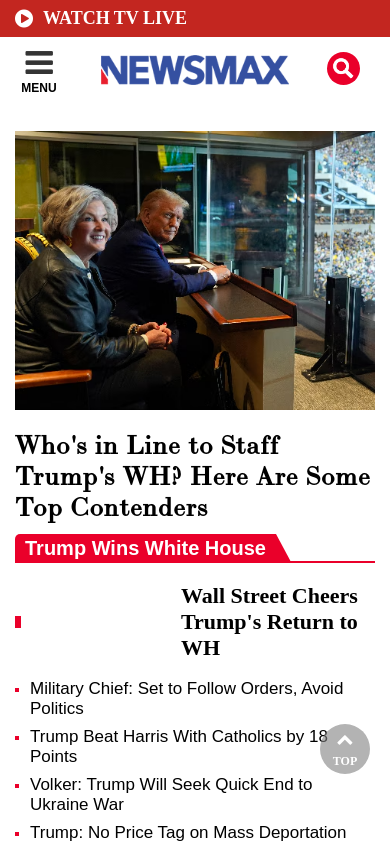 WATCH TV LIVE
MENU
NEWSMAX
Who's in Line to Staff
Trump's WH? Here Are Some
Top Contenders
Trump Wins White House
Wall Street Cheers
Trump's Return to
WH
Military Chief: Set to Follow Orders, Avoid
Politics
Trump Beat Harris With Catholics by 18
Points
Volker: Trump Will Seek Quick End to
Ukraine War
Trump: No Price Tag on Mass Deportation
TOP